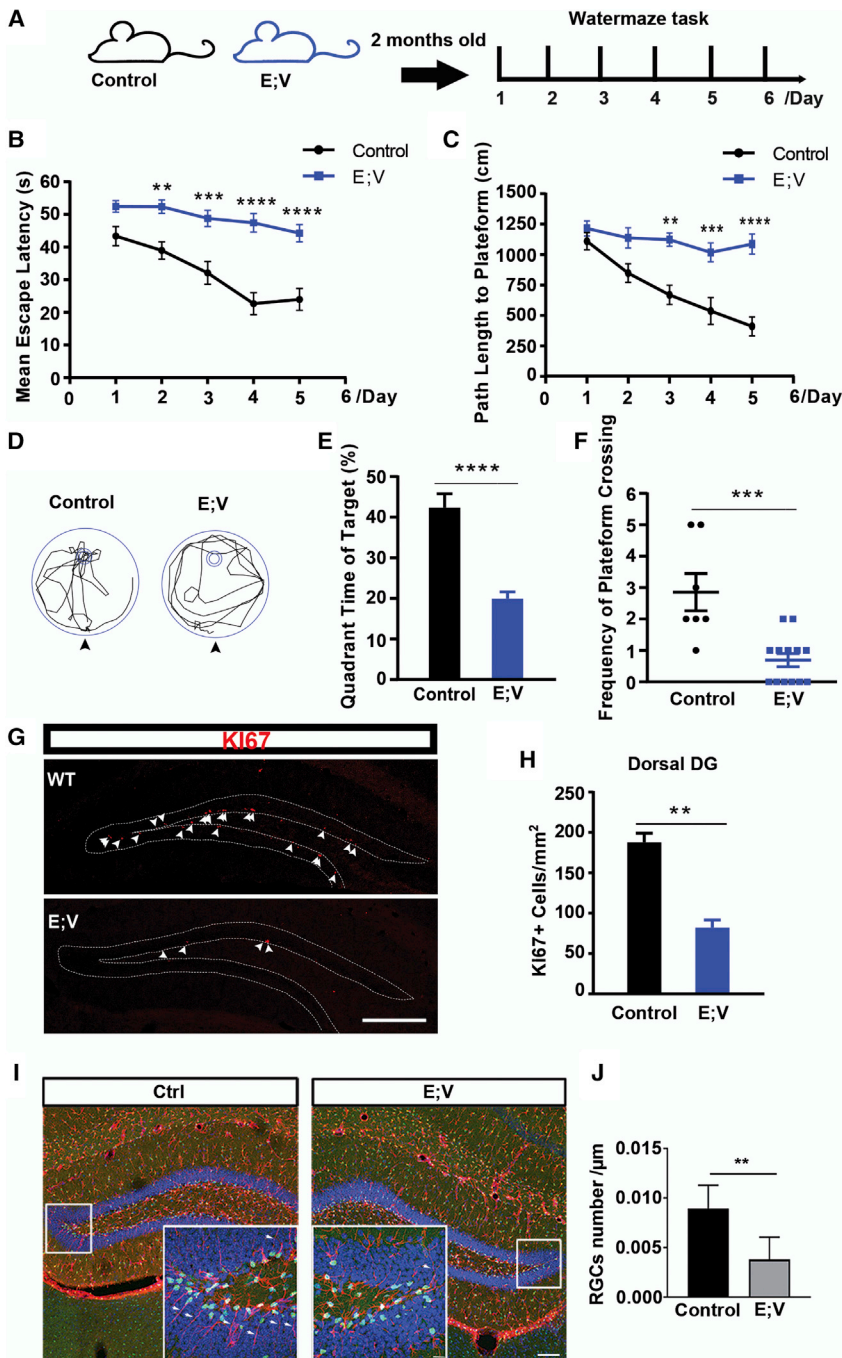 A
Control
E;V
2 months old
Watermaze task
1 2 3 4 5 6 /Day
B
Control
E;V
Mean Escape Latency (s)
60
50
40
30
20
10
0
** *** **** ****
0 1 2 3 4 5 6 /Day
C
Control
E;V
Path Length to Plateform (cm)
1500
1250
1000
750
500
250
0
** *** ****
0 1 2 3 4 5 6/Day
D
Control
E;V
E
Quadrant Time of Target (%)
50
40
30
20
10
0
****
Control E;V
F
Frequency of Plateform Crossing
6
5
4
3
2
1
0
***
Control E;V
G
KI67
WT
E;V
H
Dorsal DG
KI67+ Cells/mm²
250
200
150
100
50
0
**
Control E;V
I
Ctrl
E;V
J
RGCs number /µm
0.015
0.010
0.005
0.000
**
Control E;V